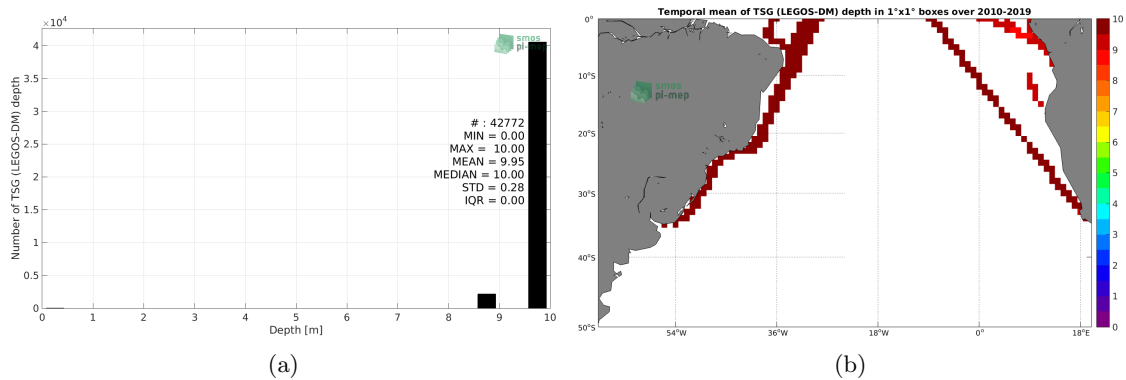 ×10⁴
4
3.5
3
2.5
2
1.5
1
0.5
0
Number of TSG (LEGOS-DM) depth
smos
pi-mep
# : 42772
MIN = 0.00
MAX = 10.00
MEAN = 9.95
MEDIAN = 10.00
STD = 0.28
IQR = 0.00
0 1 2 3 4 5 6 7 8 9 10
Depth [m]
(a)
Temporal mean of TSG (LEGOS-DM) depth in 1°x1° boxes over 2010-2019
0°
10°S
20°S
30°S
40°S
50°S
smos
pi-mep
54°W 36°W 18°W 0° 18°E
10
9
8
7
6
5
4
3
2
1
0
(b)